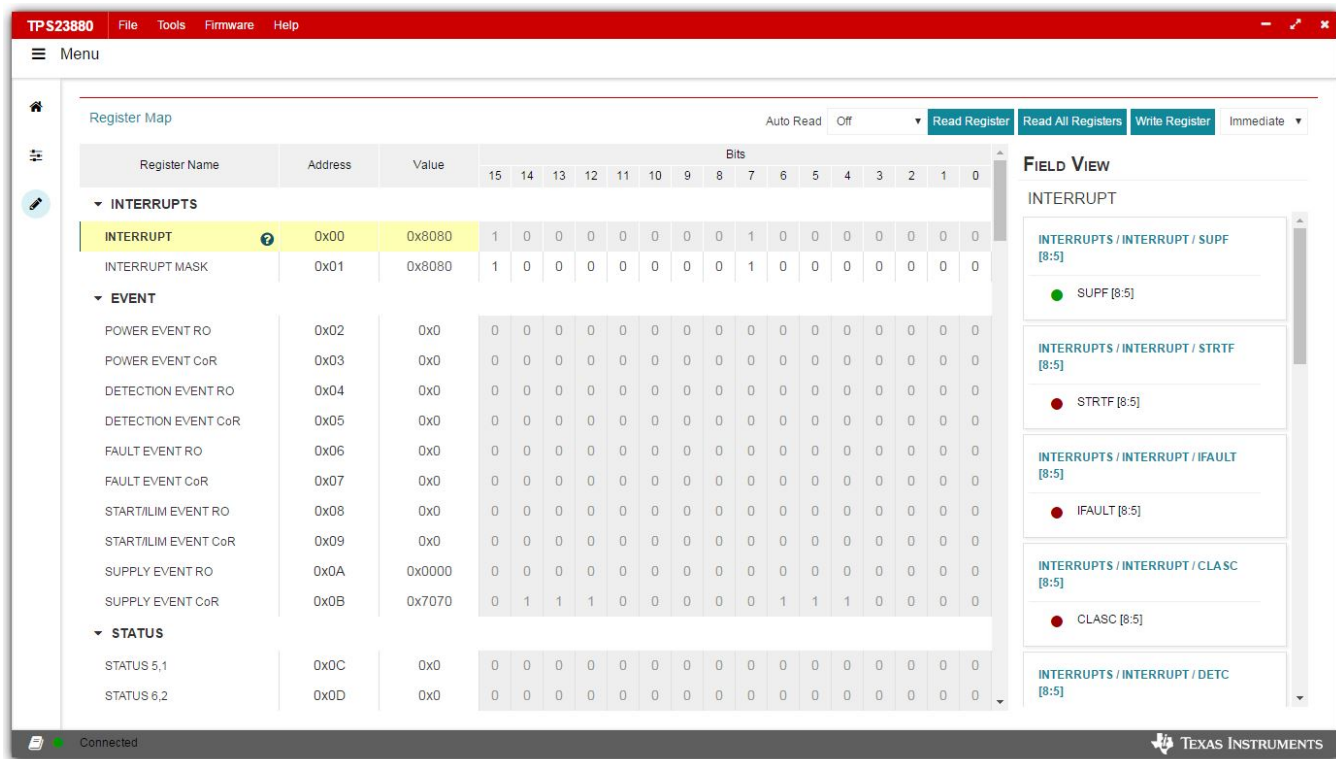 TPS23880 File Tools Firmware Help
Menu
Register Map Auto Read Off Read Register Read All Registers Write Register Immediate
Register Name Address Value Bits
15 14 13 12 11 10 9 8 7 6 5 4 3 2 1 0
INTERRUPTS
INTERRUPT 0x00 0x8080 1 0 0 0 0 0 0 0 1 0 0 0 0 0 0 0
INTERRUPT MASK 0x01 0x8080 1 0 0 0 0 0 0 0 1 0 0 0 0 0 0 0
EVENT
POWER EVENT RO 0x02 0x0 0 0 0 0 0 0 0 0 0 0 0 0 0 0 0 0
POWER EVENT CoR 0x03 0x0 0 0 0 0 0 0 0 0 0 0 0 0 0 0 0 0
DETECTION EVENT RO 0x04 0x0 0 0 0 0 0 0 0 0 0 0 0 0 0 0 0 0
DETECTION EVENT CoR 0x05 0x0 0 0 0 0 0 0 0 0 0 0 0 0 0 0 0 0
FAULT EVENT RO 0x06 0x0 0 0 0 0 0 0 0 0 0 0 0 0 0 0 0 0
FAULT EVENT CoR 0x07 0x0 0 0 0 0 0 0 0 0 0 0 0 0 0 0 0 0
START/ILIM EVENT RO 0x08 0x0 0 0 0 0 0 0 0 0 0 0 0 0 0 0 0 0
START/ILIM EVENT CoR 0x09 0x0 0 0 0 0 0 0 0 0 0 0 0 0 0 0 0 0
SUPPLY EVENT RO 0x0A 0x0000 0 0 0 0 0 0 0 0 0 0 0 0 0 0 0 0
SUPPLY EVENT CoR 0x0B 0x7070 0 1 1 1 0 0 0 0 0 1 1 1 0 0 0 0
STATUS
STATUS 5,1 0x0C 0x0 0 0 0 0 0 0 0 0 0 0 0 0 0 0 0 0
STATUS 6,2 0x0D 0x0 0 0 0 0 0 0 0 0 0 0 0 0 0 0 0 0
FIELD VIEW
INTERRUPT
INTERRUPTS / INTERRUPT / SUPF
[8:5]
SUPF [8:5]
INTERRUPTS / INTERRUPT / STRTF
[8:5]
STRTF [8:5]
INTERRUPTS / INTERRUPT / IFAULT
[8:5]
IFAULT [8:5]
INTERRUPTS / INTERRUPT / CLASC
[8:5]
CLASC [8:5]
INTERRUPTS / INTERRUPT / DETC
[8:5]
Connected
TEXAS INSTRUMENTS